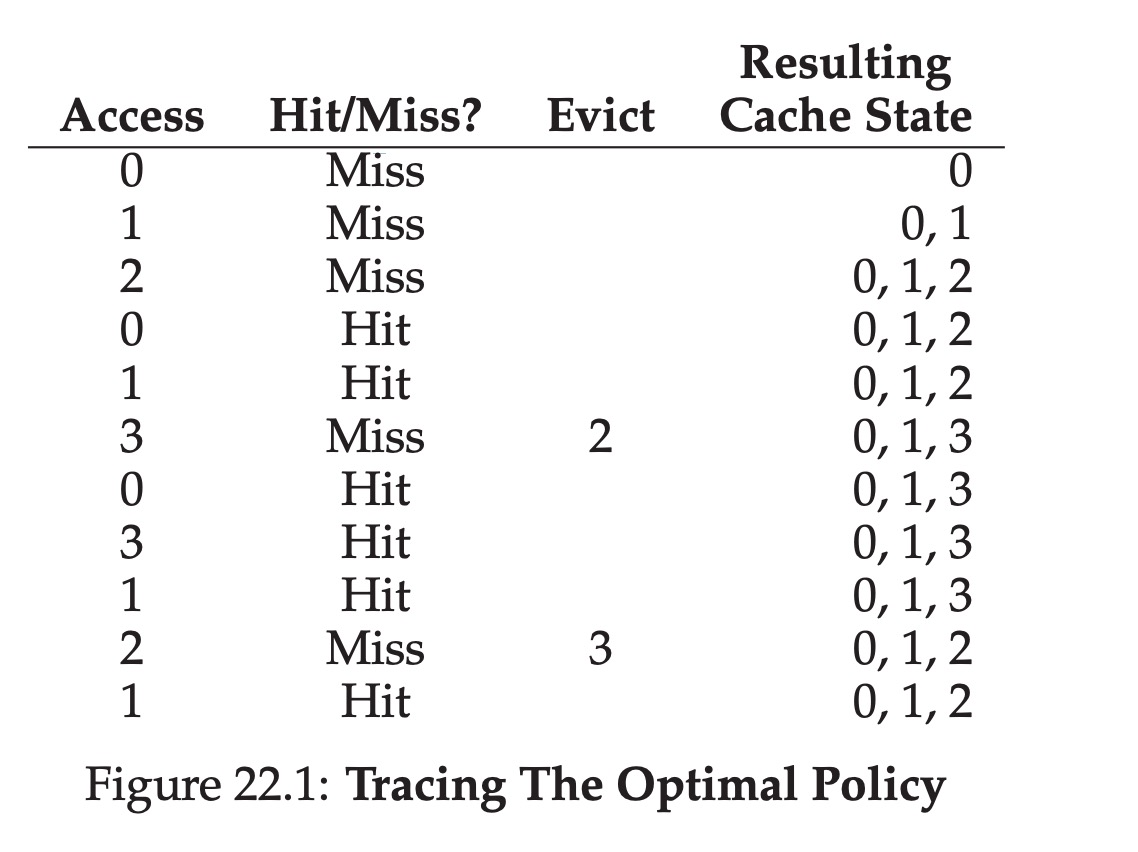 Resulting
Access Hit/Miss? Evict Cache State
0 Miss 0
1 Miss 0, 1
2 Miss 0, 1, 2
0 Hit 0, 1, 2
1 Hit 0, 1, 2
3 Miss 2 0, 1, 3
0 Hit 0, 1, 3
3 Hit 0, 1, 3
1 Hit 0, 1, 3
2 Miss 3 0, 1, 2
1 Hit 0, 1, 2
Figure 22.1: Tracing The Optimal Policy